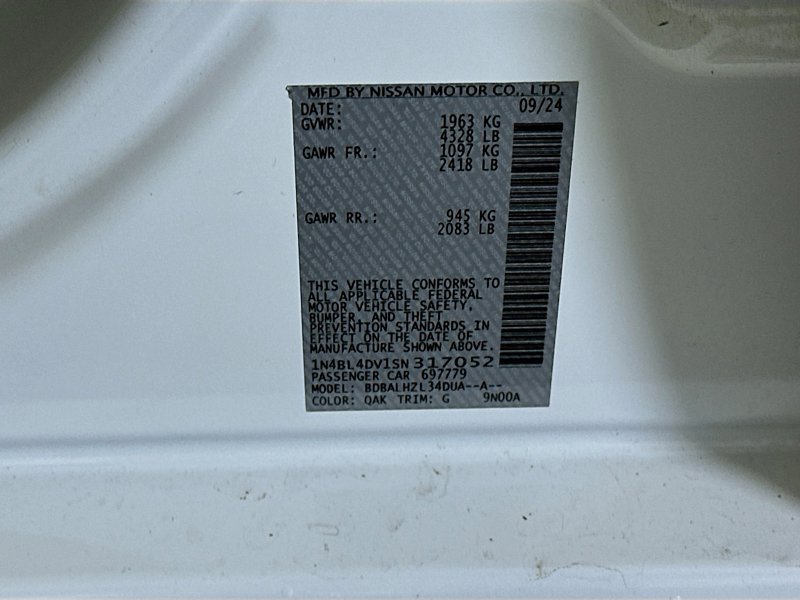 MFD BY NISSAN MOTOR CO., LTD.
DATE: 09/24
GVWR: 1963 KG
4328 LB
GAWR FR.: 1097 KG
2418 LB
GAWR RR.: 945 KG
2083 LB
THIS VEHICLE CONFORMS TO
ALL APPLICABLE FEDERAL
MOTOR VEHICLE SAFETY,
BUMPER, AND THEFT
PREVENTION STANDARDS IN
EFFECT ON THE DATE OF
MANUFACTURE SHOWN ABOVE.
1N4BL4DV1SN317052
PASSENGER CAR 697779
MODEL: BDBALHZL34DUA--A--
COLOR: QAK TRIM: G 9N00A